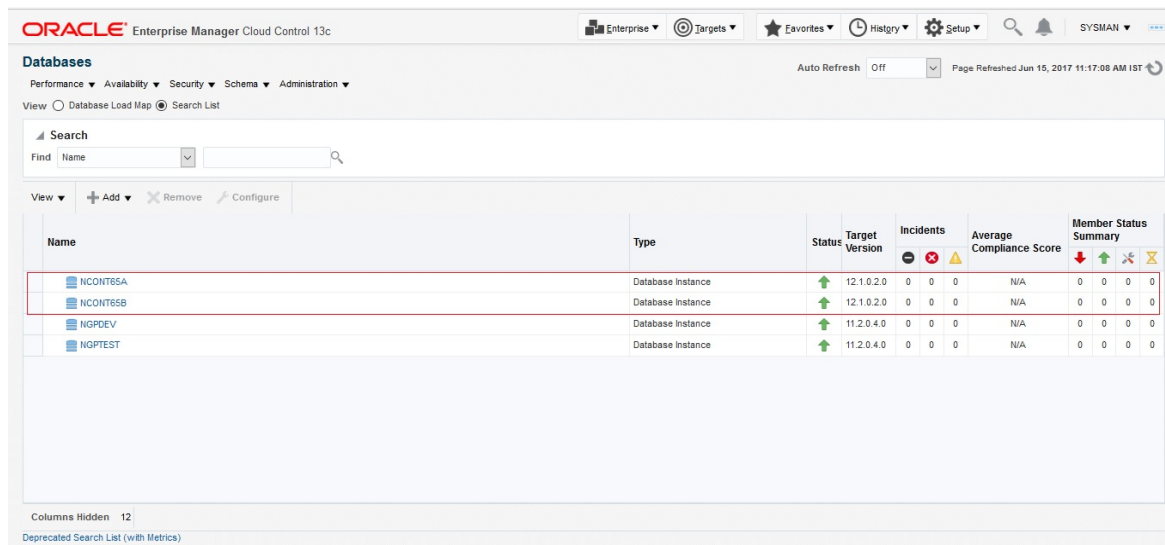 ORACLE Enterprise Manager Cloud Control 13c
Enterprise Targets Favorites History Setup SYSMAN
Databases
Auto Refresh Off Page Refreshed Jun 15, 2017 11:17:08 AM IST
Performance Availability Security Schema Administration
View Database Load Map Search List
Search
Find Name
View Add Remove Configure
Name Type Status Target Version Incidents Average Compliance Score Member Status Summary
NCONT65A Database Instance 12.1.0.2.0 0 0 0 N/A 0 0 0 0
NCONT65B Database Instance 12.1.0.2.0 0 0 0 N/A 0 0 0 0
NGPDEV Database Instance 11.2.0.4.0 0 0 0 N/A 0 0 0 0
NGPTEST Database Instance 11.2.0.4.0 0 0 0 N/A 0 0 0 0
Columns Hidden 12
Deprecated Search List (with Metrics)